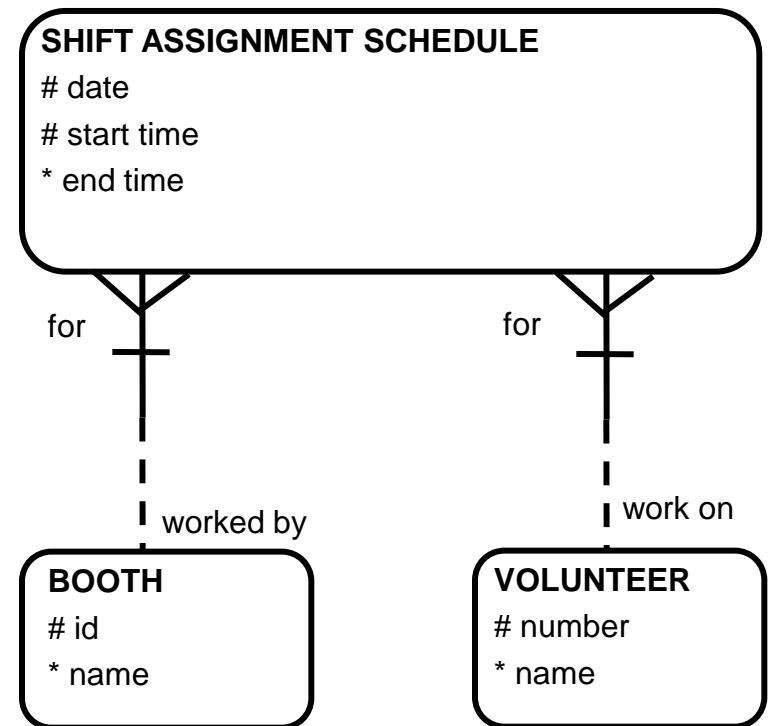 SHIFT ASSIGNMENT SCHEDULE
# date
# start time
* end time
for
for
worked by
work on
BOOTH
# id
* name
VOLUNTEER
# number
* name